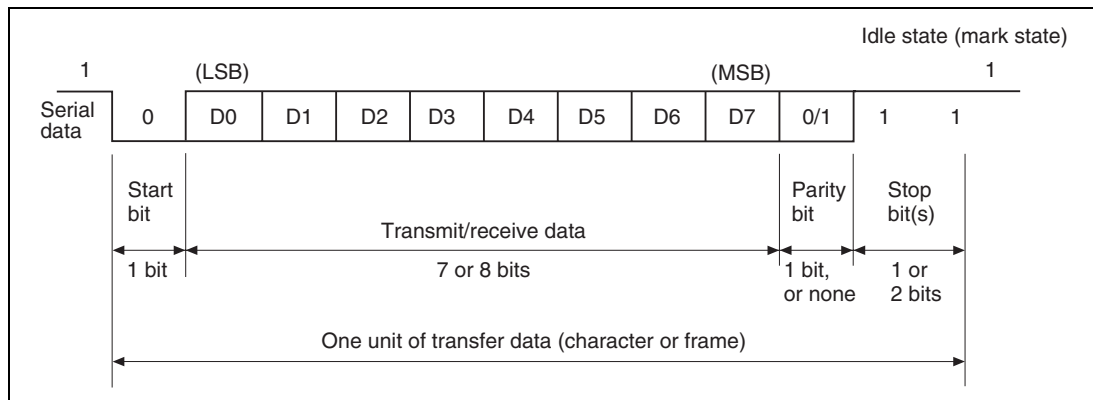 Idle state (mark state)
1 (LSB) (MSB) 1
Serial
data
0 D0 D1 D2 D3 D4 D5 D6 D7 0/1 1 1
Start
bit
Parity
bit
Stop
bit(s)
Transmit/receive data
1 bit
7 or 8 bits
1 bit,
or none
1 or
2 bits
One unit of transfer data (character or frame)